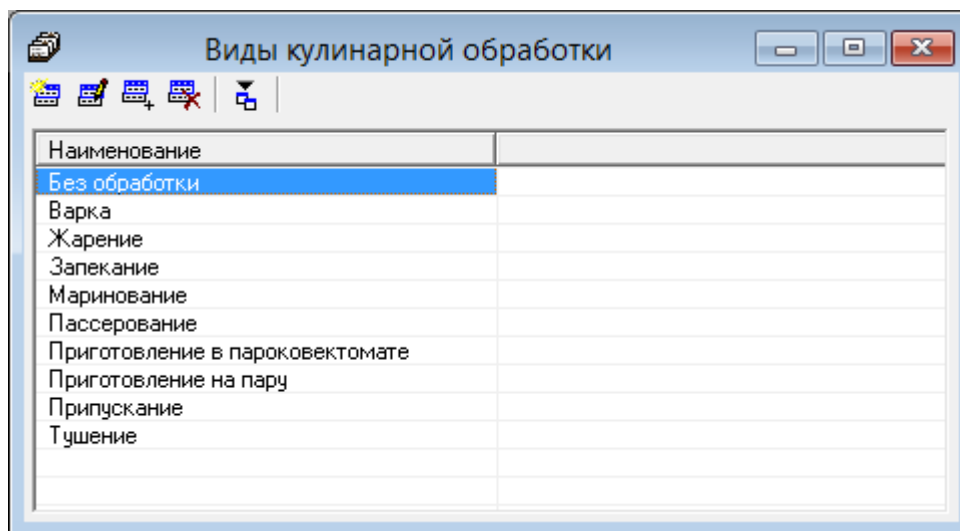 Виды кулинарной обработки
Наименование
Без обработки
Варка
Жарение
Запекание
Маринование
Пассерование
Приготовление в пароковектомате
Приготовление на пару
Припускание
Тушение